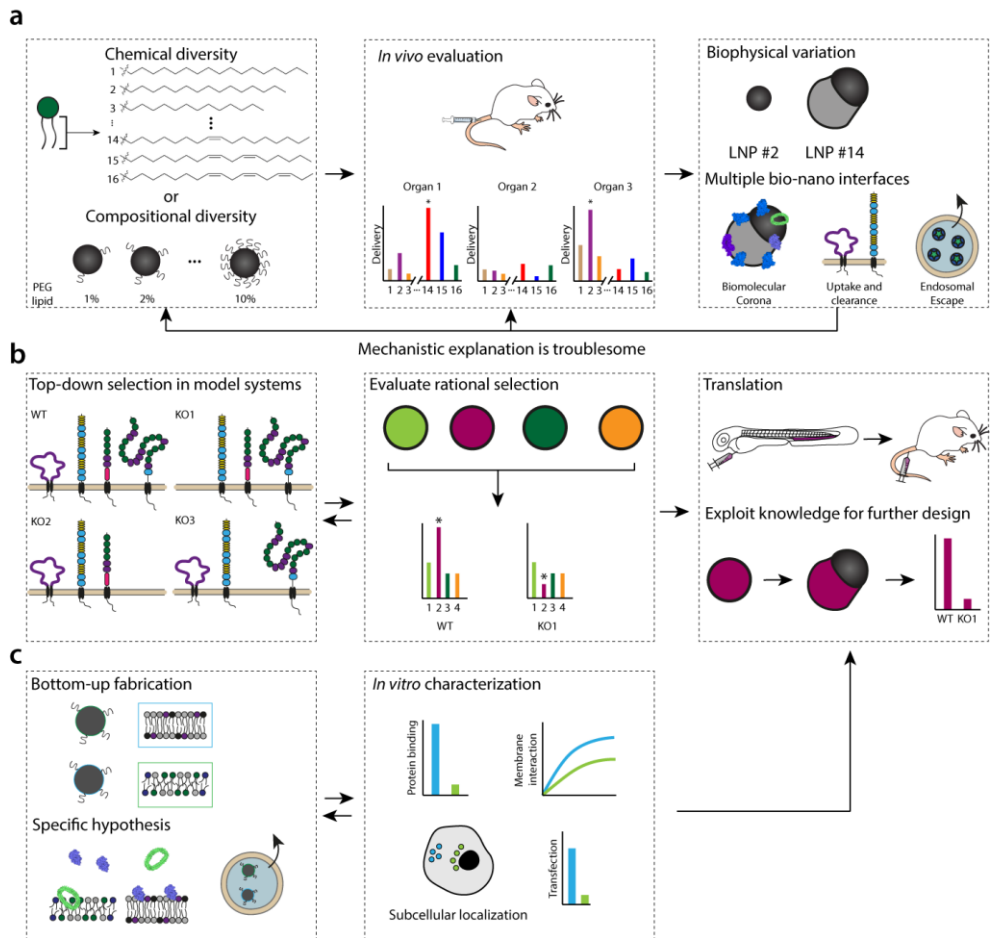 a
Chemical diversity
1
2
3
⋮
⋮
14
15
16
or
Compositional diversity
...
PEG
lipid
1%
2%
10%
In vivo evaluation
Organ 1
Organ 2
Organ 3
Delivery
*
1 2 3 ... 14 15 16
Delivery
1 2 3 ... 14 15 16
Delivery
*
1 2 3 ... 14 15 16
Biophysical variation
LNP #2
LNP #14
Multiple bio-nano interfaces
Biomolecular
Corona
Uptake and
clearance
Endosomal
Escape
Mechanistic explanation is troublesome
b
Top-down selection in model systems
WT
KO1
KO2
KO3
Evaluate rational selection
*
1 2 3 4
WT
*
1 2 3 4
KO1
Translation
Exploit knowledge for further design
WT KO1
c
Bottom-up fabrication
Specific hypothesis
In vitro characterization
Protein binding
Membrane
interaction
Subcellular localization
Transfection